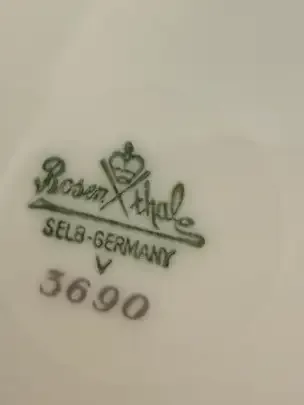 Rosenthal
SELB-GERMANY
V
3690